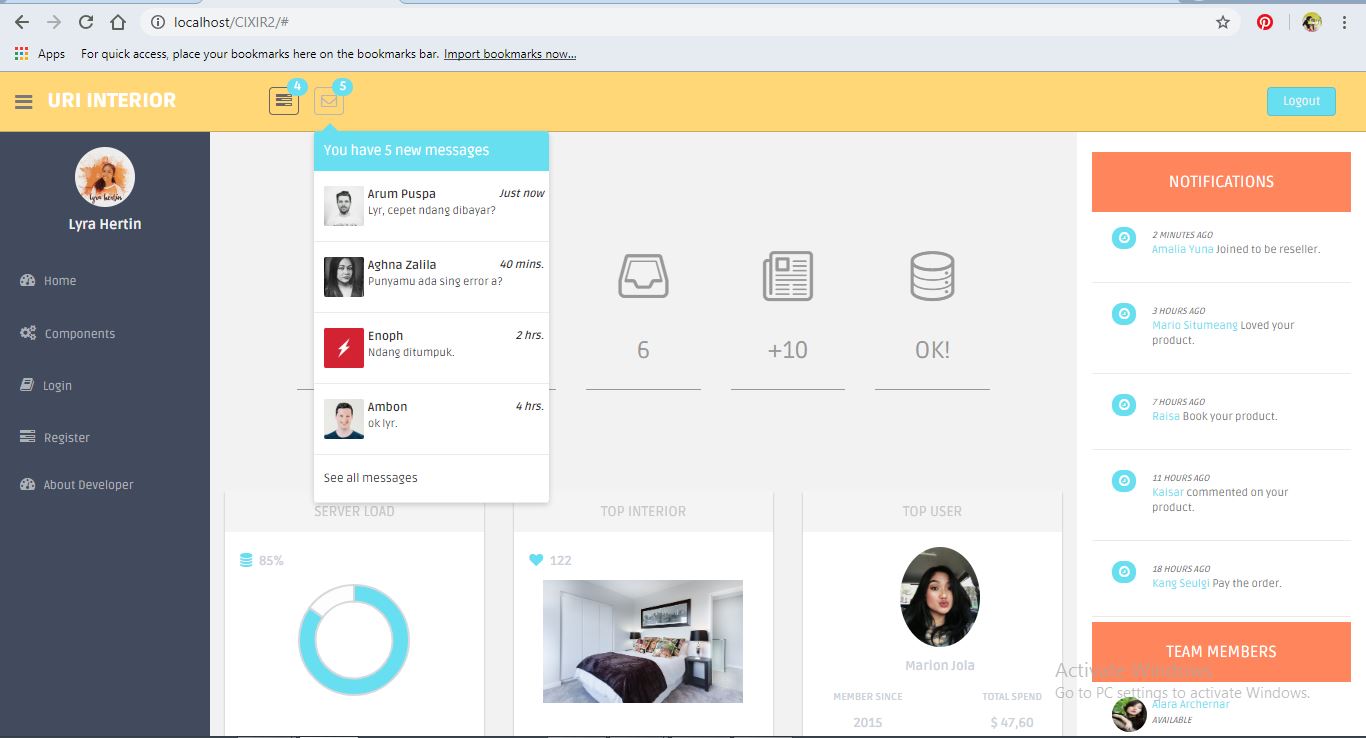 localhost/CIXIR2/#
Apps For quick access, place your bookmarks here on the bookmarks bar. Import bookmarks now...
URI INTERIOR
4
5
Logout
lyra hertin
Lyra Hertin
Home
Components
Login
Register
About Developer
You have 5 new messages
Arum Puspa Just now
Lyr, cepet ndang dibayar?
Aghna Zalila 40 mins.
Punyamu ada sing error a?
Enoph 2 hrs.
Ndang ditumpuk.
Ambon 4 hrs.
ok lyr.
See all messages
6
+10
OK!
SERVER LOAD
85%
TOP INTERIOR
122
TOP USER
Marion Jola
MEMBER SINCE TOTAL SPEND
2015 $ 47,60
NOTIFICATIONS
2 MINUTES AGO
Amalia Yuna Joined to be reseller.
3 HOURS AGO
Mario Situmeang Loved your
product.
7 HOURS AGO
Raisa Book your product.
11 HOURS AGO
Kaisar commented on your
product.
18 HOURS AGO
Kang Seulgi Pay the order.
TEAM MEMBERS
Activate Windows
Go to PC settings to activate Windows.
Alara Archernar
AVAILABLE